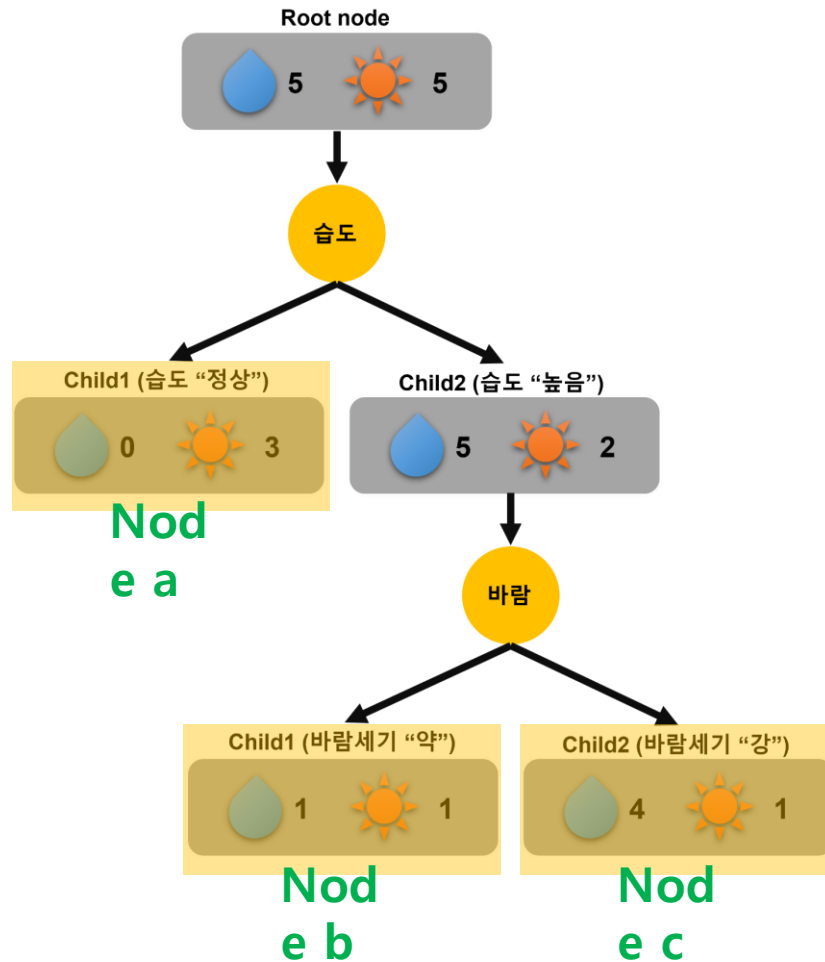 Root node
5 5
습도
Child1 (습도 “정상”)
0 3
Nod
e a
Child2 (습도 “높음”)
5 2
바람
Child1 (바람세기 “약”)
1 1
Nod
e b
Child2 (바람세기 “강”)
4 1
Nod
e c